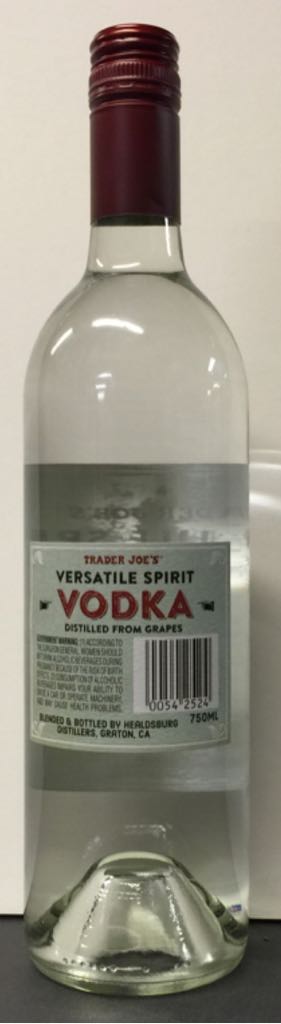 TRADER JOE'S
VERSATILE SPIRIT
VODKA
DISTILLED FROM GRAPES
GOVERNMENT WARNING: (1) ACCORDING TO
THE SURGEON GENERAL, WOMEN SHOULD
NOT DRINK ALCOHOLIC BEVERAGES DURING
PREGNANCY BECAUSE OF THE RISK OF BIRTH
DEFECTS. (2) CONSUMPTION OF ALCOHOLIC
BEVERAGES IMPAIRS YOUR ABILITY TO
DRIVE A CAR OR OPERATE MACHINERY,
AND MAY CAUSE HEALTH PROBLEMS.
0054 2524
750ML
BLENDED & BOTTLED BY HEALDSBURG
DISTILLERS, GRATON, CA